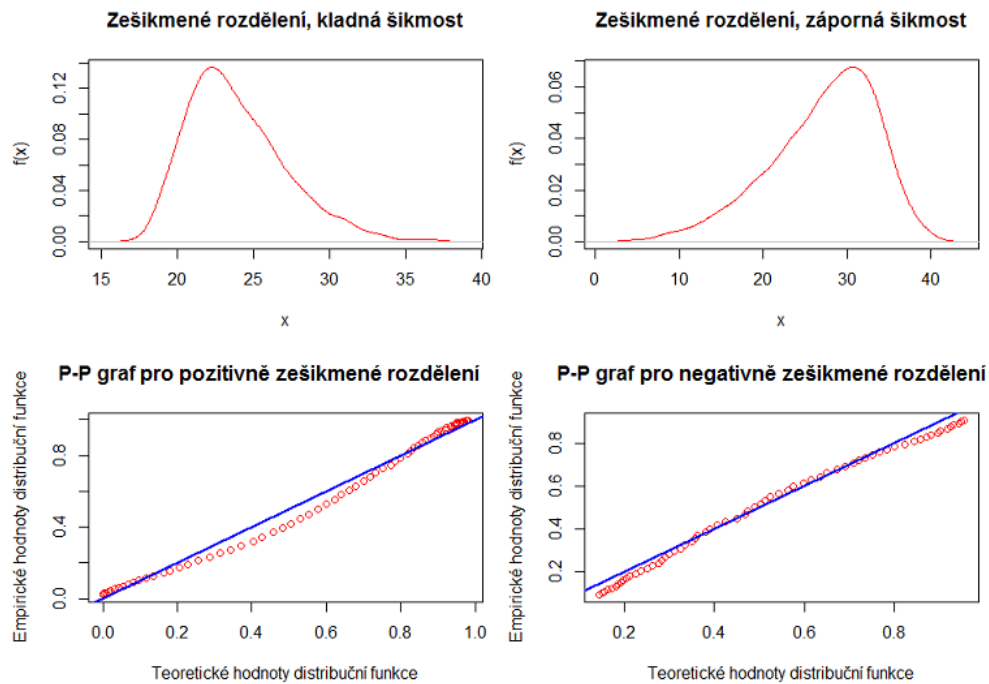 Zešikmené rozdělení, kladná šikmost
f(x)
0.00 0.04 0.08 0.12
15 20 25 30 35 40
x
Zešikmené rozdělení, záporná šikmost
f(x)
0.00 0.02 0.04 0.06
0 10 20 30 40
x
P-P graf pro pozitivně zešikmené rozdělení
Empirické hodnoty distribuční funkce
0.0 0.4 0.8
0.0 0.2 0.4 0.6 0.8 1.0
Teoretické hodnoty distribuční funkce
P-P graf pro negativně zešikmené rozdělení
Empirické hodnoty distribuční funkce
0.2 0.4 0.6 0.8
0.2 0.4 0.6 0.8
Teoretické hodnoty distribuční funkce